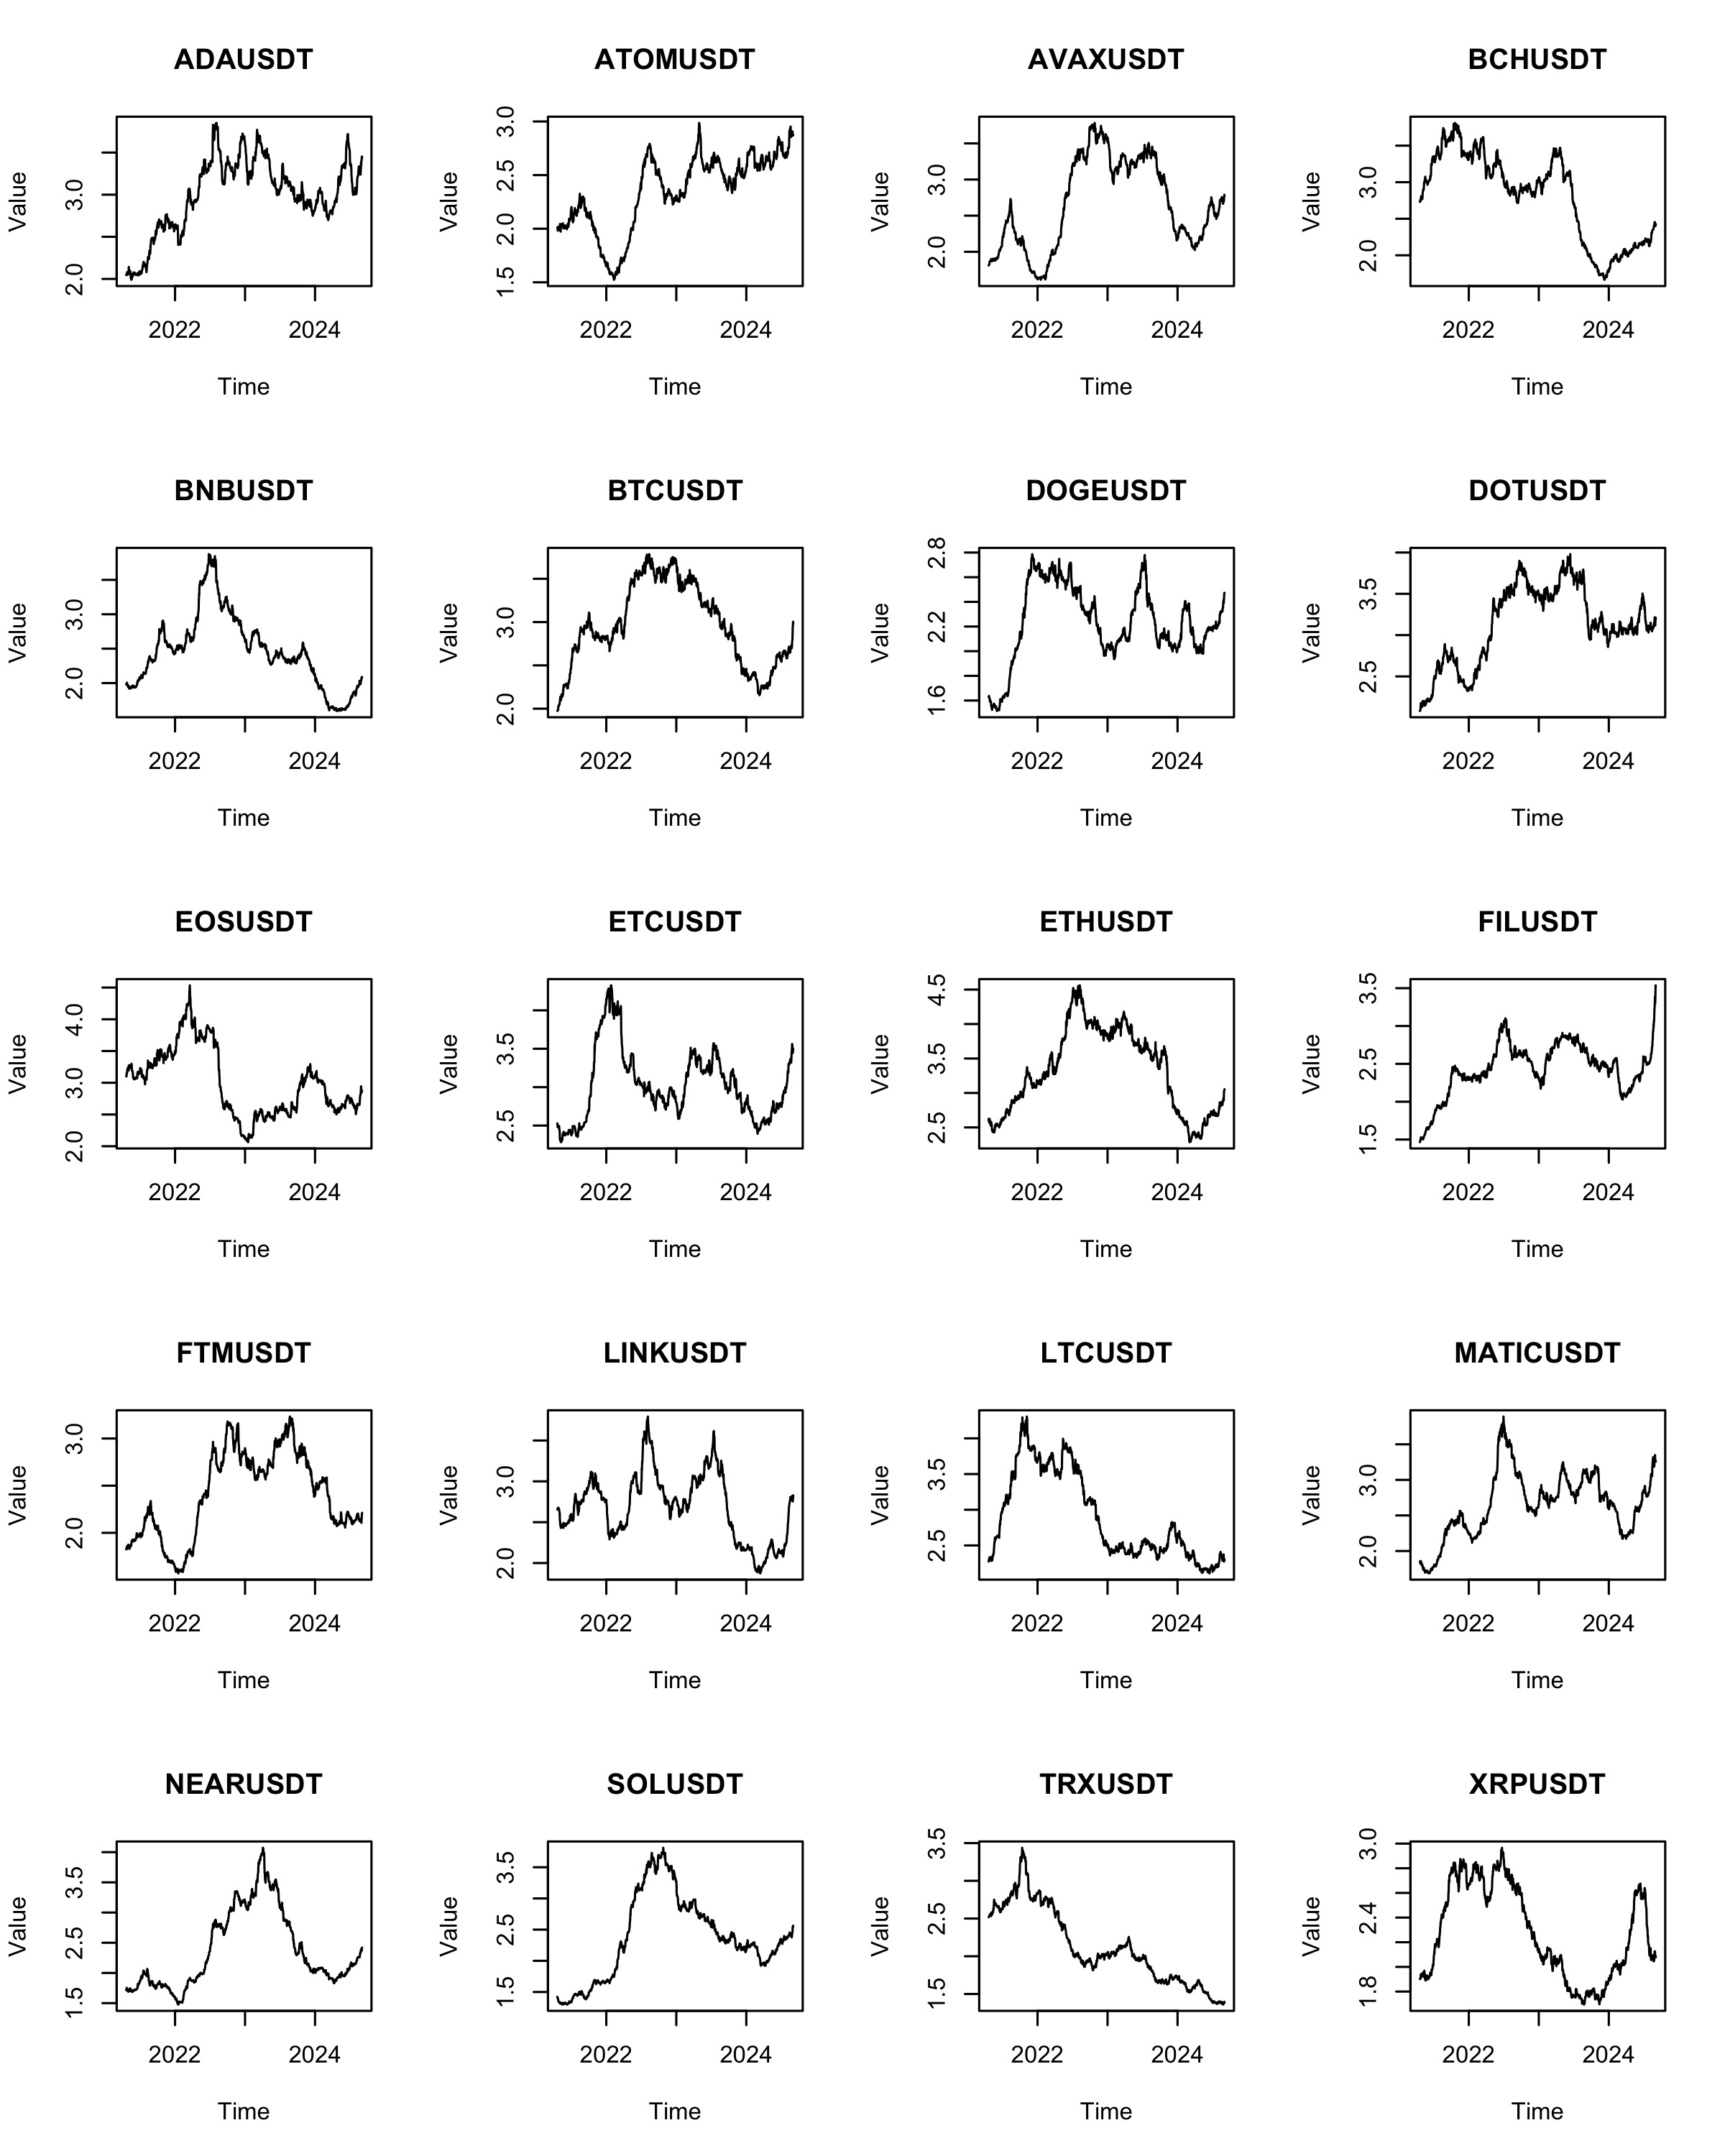 ADAUSDT ATOMUSDT AVAXUSDT BCHUSDT
Value 2.0 3.0 Value 1.5 2.0 2.5 3.0 Value 2.0 3.0 Value 2.0 3.0
2022 2024 2022 2024 2022 2024 2022 2024
Time Time Time Time
BNBUSDT BTCUSDT DOGEUSDT DOTUSDT
Value 2.0 3.0 Value 2.0 3.0 Value 1.6 2.2 2.8 Value 2.5 3.5
2022 2024 2022 2024 2022 2024 2022 2024
Time Time Time Time
EOSUSDT ETCUSDT ETHUSDT FILUSDT
Value 2.0 3.0 4.0 Value 2.5 3.5 Value 2.5 3.5 4.5 Value 1.5 2.5 3.5
2022 2024 2022 2024 2022 2024 2022 2024
Time Time Time Time
FTMUSDT LINKUSDT LTCUSDT MATICUSDT
Value 2.0 3.0 Value 2.0 3.0 Value 2.5 3.5 Value 2.0 3.0
2022 2024 2022 2024 2022 2024 2022 2024
Time Time Time Time
NEARUSDT SOLUSDT TRXUSDT XRPUSDT
Value 1.5 2.5 3.5 Value 1.5 2.5 3.5 Value 1.5 2.5 3.5 Value 1.8 2.4 3.0
2022 2024 2022 2024 2022 2024 2022 2024
Time Time Time Time